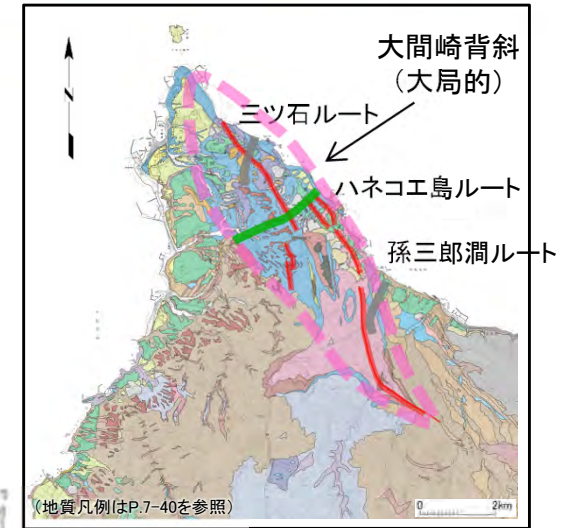 大間崎背斜
（大局的）
三ツ石ルート
ハネコエ島ルート
孫三郎澗ルート
N
（地質凡例はP.7-40を参照）
0 2km